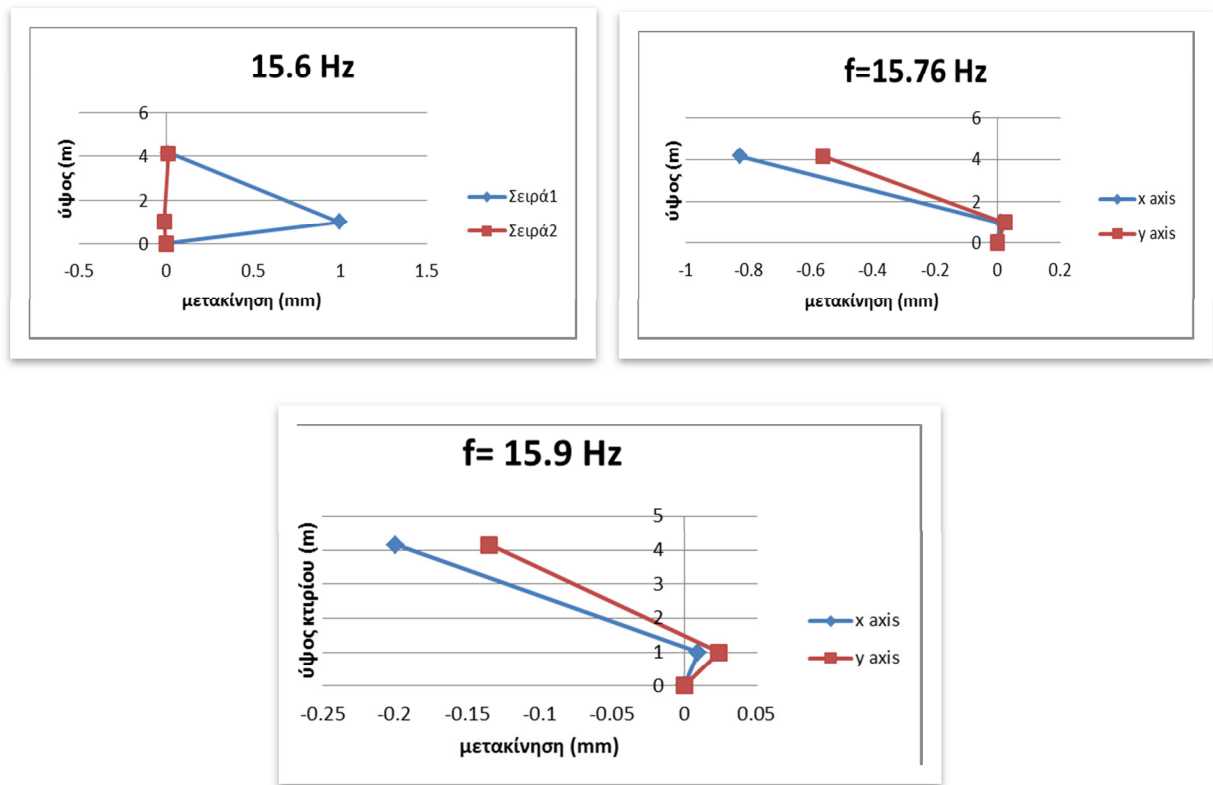 15.6 Hz
6
4
2
0
-0.5 0 0.5 1 1.5
ύψος (m)
μετακίνηση (mm)
Σειρά1
Σειρά2
f=15.76 Hz
6
4
2
0
-1 -0.8 -0.6 -0.4 -0.2 0 0.2
ύψος (m)
μετακίνηση (mm)
x axis
y axis
f= 15.9 Hz
5
4
3
2
1
0
-0.25 -0.2 -0.15 -0.1 -0.05 0 0.05
ύψος κτιρίου (m)
μετακίνηση (mm)
x axis
y axis